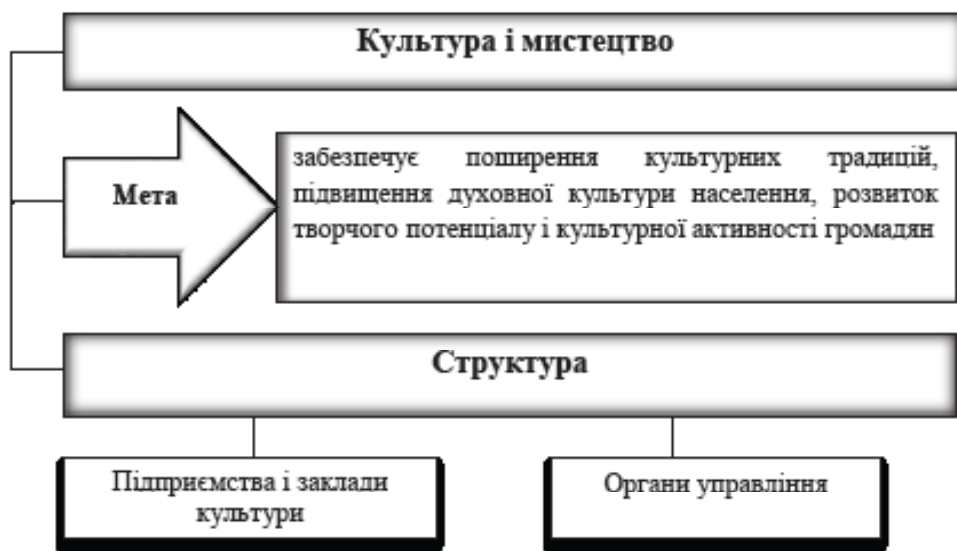 Культура і мистецтво
Мета
забезпечує поширення культурних традицій,
підвищення духовної культури населення, розвиток
творчого потенціалу і культурної активності громадян
Структура
Підприємства і заклади
культури
Органи управління